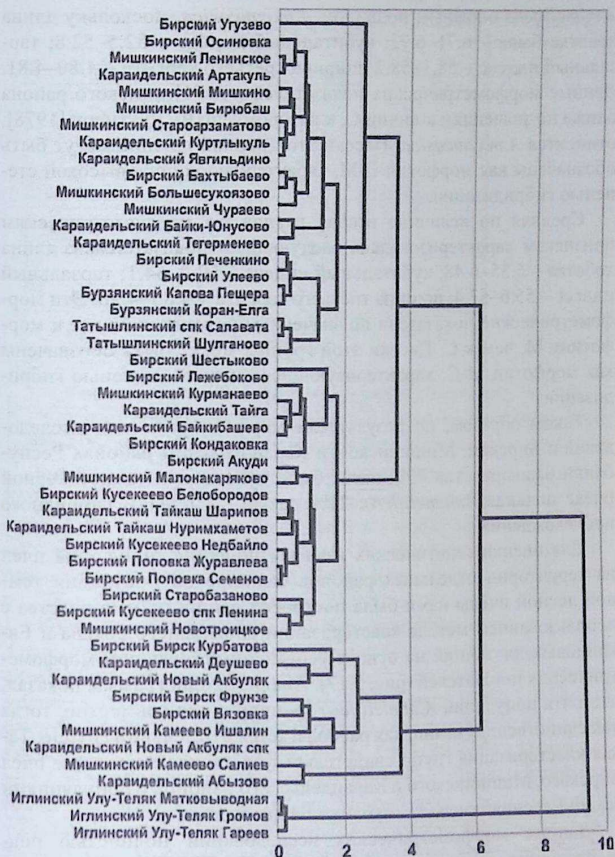 Бирский Угузево
Бирский Осиновка
Мишкинский Ленинское
Караидельский Артакуль
Мишкинский Мишкино
Мишкинский Бирнобаш
Мишкинский Староарзаматово
Караидельский Куртлыкуль
Караидельский Явгильдино
Бирский Бахтыбаево
Мишкинский Большесухоязово
Мишкинский Чураево
Караидельский Байки-Юнусово
Караидельский Тегерменево
Бирский Печенкино
Бирский Улеево
Бурзянский Капова Пещера
Бурзянский Коран-Елга
Татышлинский спк Салавата
Татышлинский Шулганово
Бирский Шестыково
Бирский Лежебоково
Мишкинский Курманаево
Караидельский Тайга
Караидельский Байкибашево
Бирский Кондаковка
Бирский Акуди
Мишкинский Малонакаряково
Бирский Кусекеево Белобородов
Караидельский Тайкаш Шарипов
Караидельский Тайкаш Нуримхаметов
Бирский Кусекеево Недбайло
Бирский Поповка Журавлева
Бирский Поповка Семенов
Бирский Старобазаново
Бирский Кусекеево спк Ленина
Мишкинский Новотроицкое
Бирский Бирск Курбатова
Караидельский Деушево
Караидельский Новый Акбуляк
Бирский Бирск Фрунзе
Бирский Вязовка
Мишкинский Камеево Ишалин
Караидельский Новый Акбуляк спк
Мишкинский Камеево Салиев
Караидельский Абызово
Иглинский Улу-Теляк Матковыводная
Иглинский Улу-Теляк Громов
Иглинский Улу-Теляк Гареев
0 2 4 6 8 10